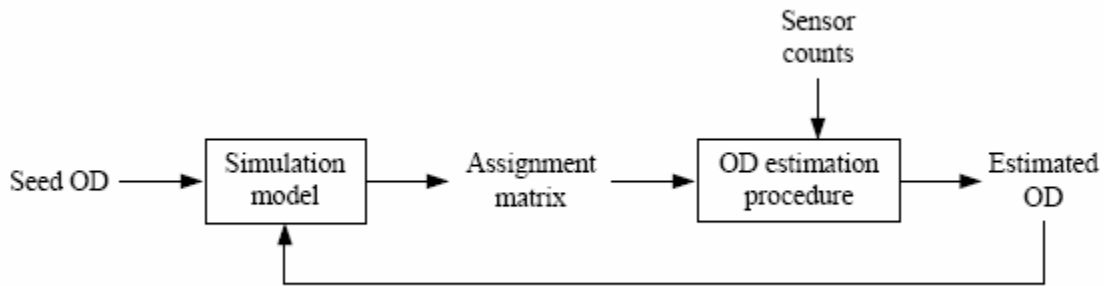 Sensor
counts
Seed OD
Simulation
model
Assignment
matrix
OD estimation
procedure
Estimated
OD